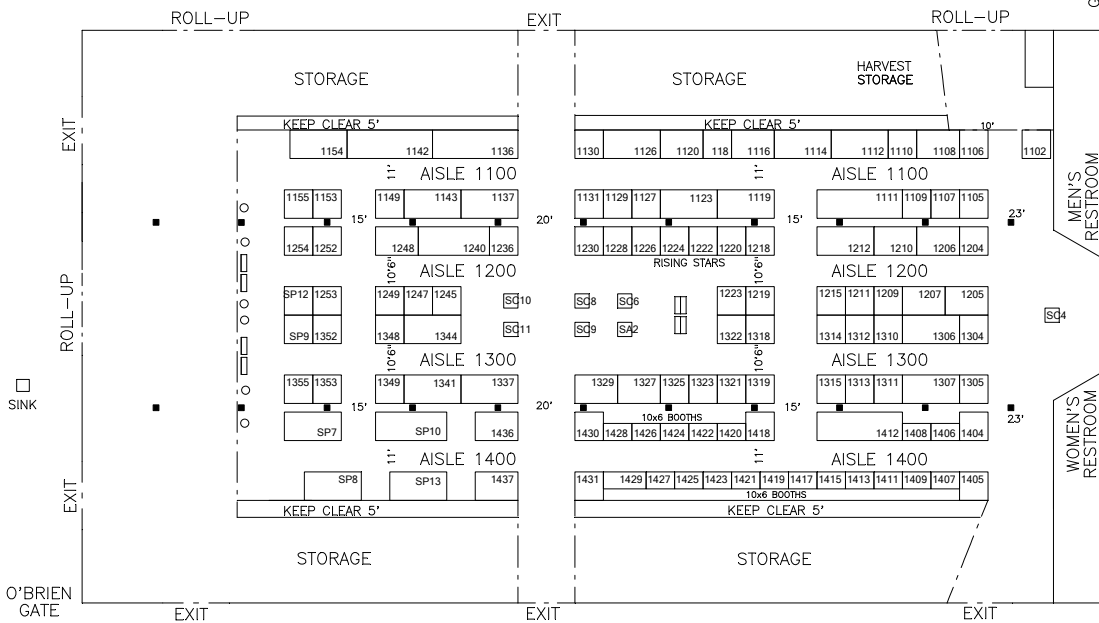 G
ROLL-UP
EXIT
ROLL-UP
STORAGE
STORAGE
HARVEST
STORAGE
EXIT
KEEP CLEAR 5'
KEEP CLEAR 5'
10'
1154 1142 1136 1130 1126 1120 118 1116 1114 1112 1110 1108 1106 1102
11' AISLE 1100 11' AISLE 1100
MEN'S
RESTROOM
1155 1153 1149 1143 1137 1131 1129 1127 1123 1119 1111 1109 1107 1105
15' 20' 15' 23'
1254 1252 1248 1240 1236 1230 1228 1226 1224 1222 1220 1218 1212 1210 1206 1204
RISING STARS
10'6" AISLE 1200 10'6" AISLE 1200
ROLL-UP
SP12 1253 1249 1247 1245 SC10 SC8 SC6 1223 1219 1215 1211 1209 1207 1205
SC4
SP9 1352 1348 1344 SC11 SC9 SA2 1322 1318 1314 1312 1310 1306 1304
10'6" AISLE 1300 10'6" AISLE 1300
SINK
1355 1353 1349 1341 1337 1329 1327 1325 1323 1321 1319 1315 1313 1311 1307 1305
15' 20' 15' 23'
10x6 BOOTHS
SP7 SP10 1436 1430 1428 1426 1424 1422 1420 1418 1412 1408 1406 1404
WOMEN'S
RESTROOM
11' AISLE 1400 11' AISLE 1400
EXIT
SP8 SP13 1437 1431 1429 1427 1425 1423 1421 1419 1417 1415 1413 1411 1409 1407 1405
10x6 BOOTHS
KEEP CLEAR 5'
KEEP CLEAR 5'
STORAGE
STORAGE
O'BRIEN
GATE
EXIT
EXIT
EXIT